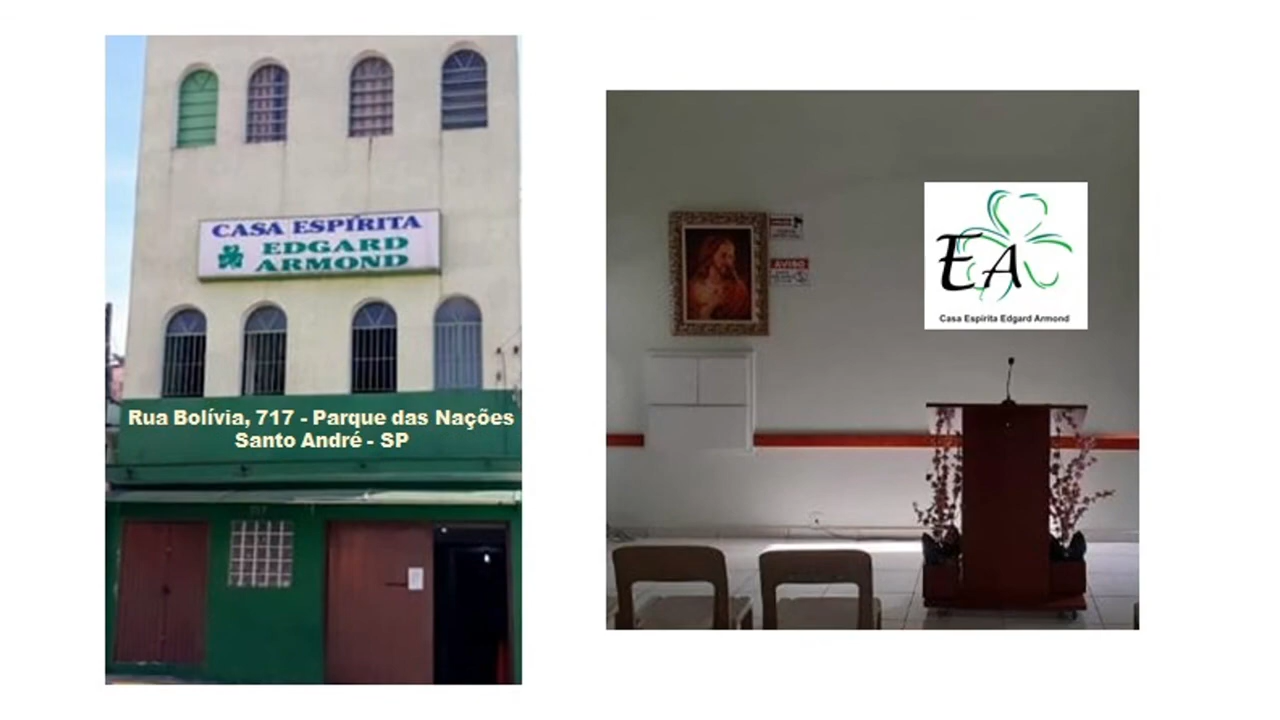 CASA ESPÍRITA
EDGARD
ARMOND
Rua Bolívia, 717 - Parque das Nações
Santo André - SP
AVISO
EA
Casa Espírita Edgard Armond